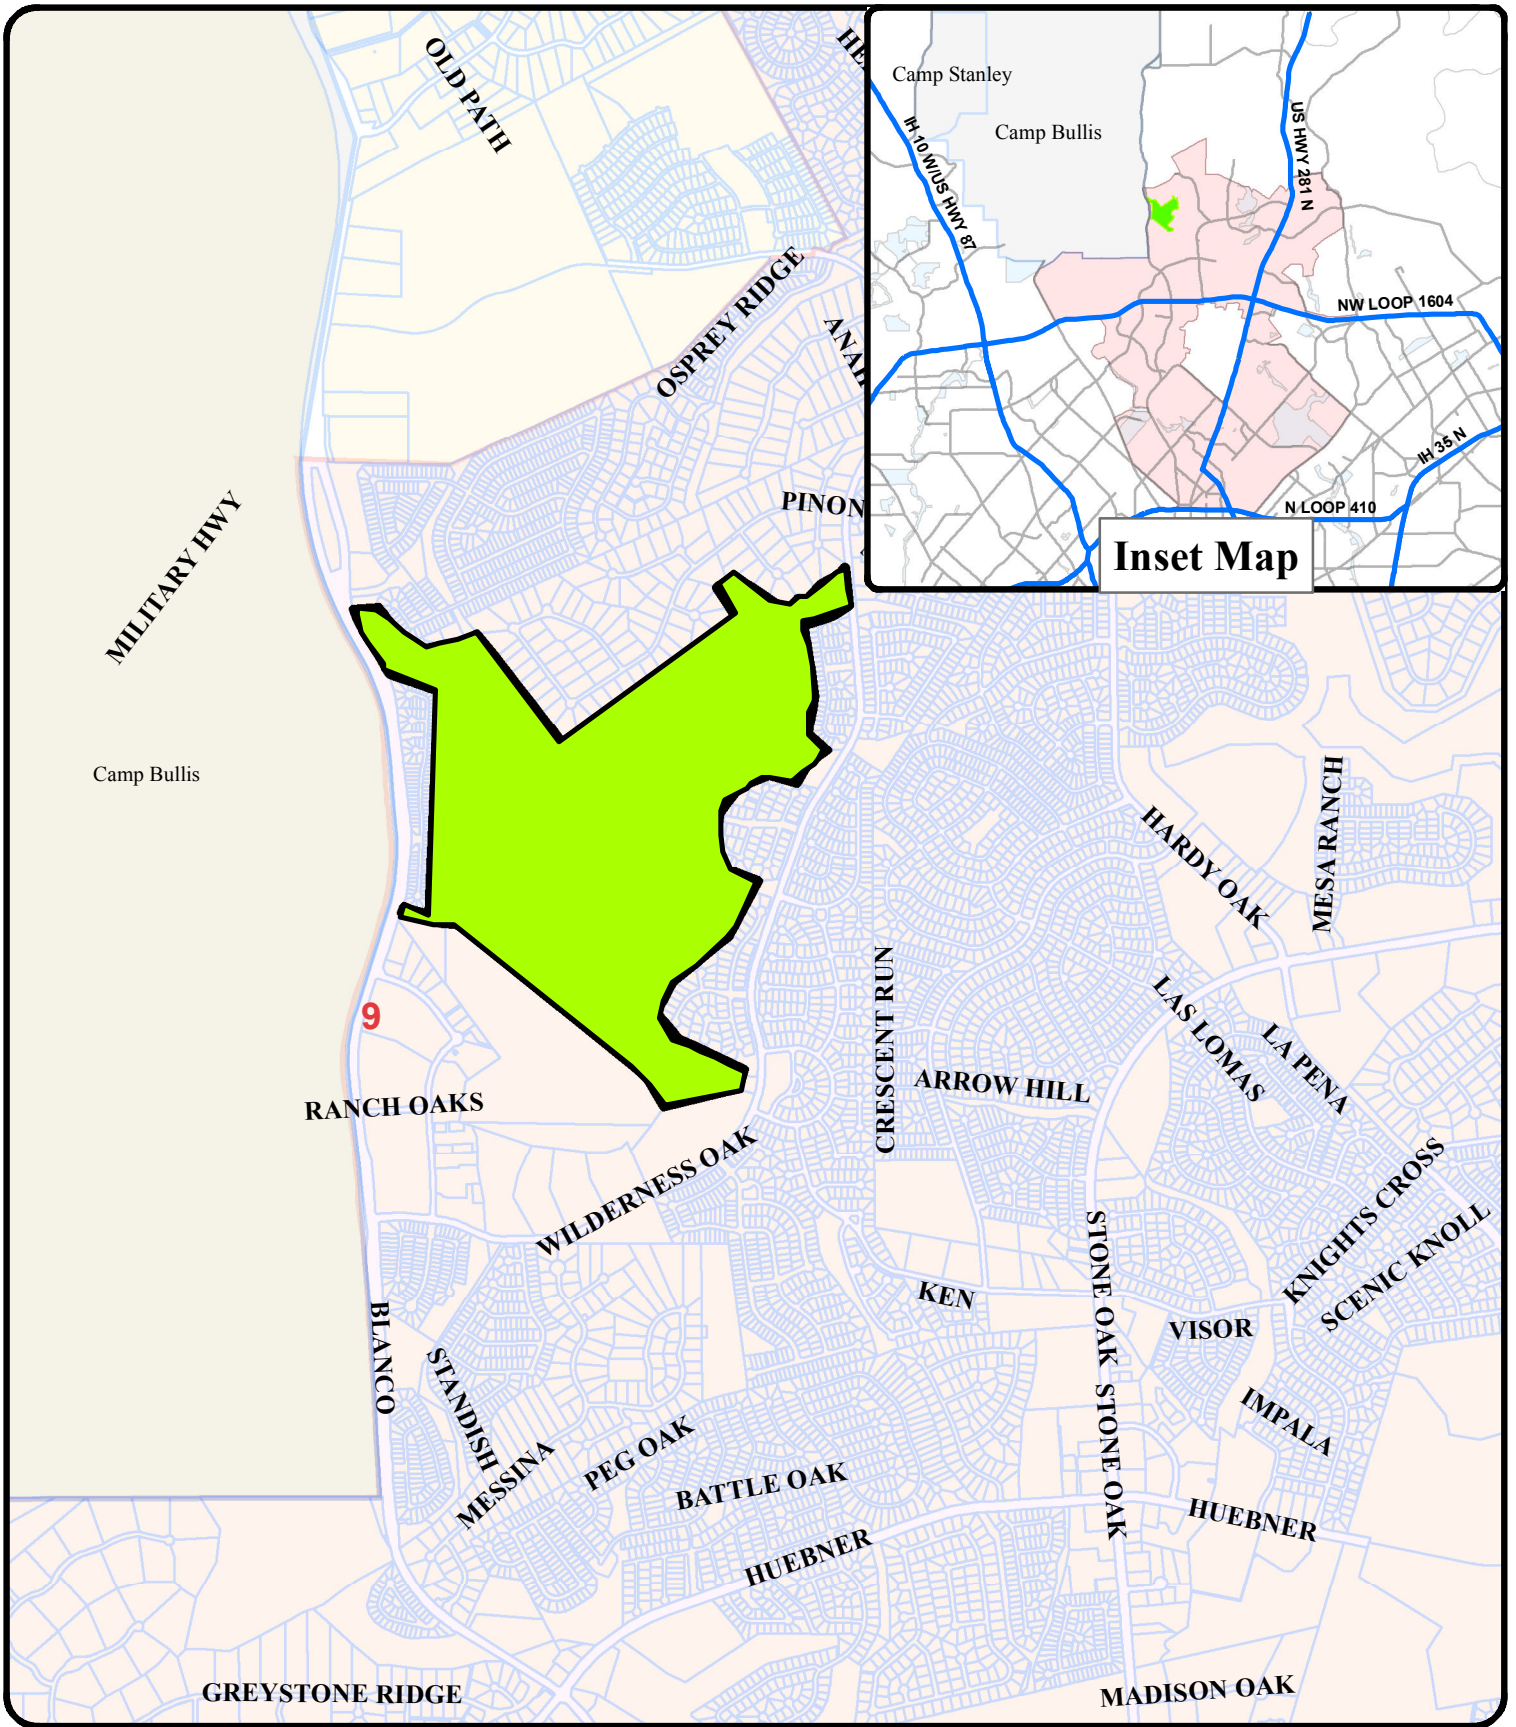 OLD PATH
HE
Camp Stanley
Camp Bullis
IH 10 W/US HWY 87
US HWY 281 N
NW LOOP 1604
IH 35 N
N LOOP 410
Inset Map
OSPREY RIDGE
ANAH
PINON
MILITARY HWY
Camp Bullis
HARDY OAK
MESA RANCH
9
CRESCENT RUN
LAS LOMAS
LA PENA
ARROW HILL
RANCH OAKS
WILDERNESS OAK
KNIGHTS CROSS
SCENIC KNOLL
STONE OAK
KEN
VISOR
BLANCO
STANDISH
MESSINA
PEG OAK
BATTLE OAK
STONE OAK
IMPALA
HUEBNER
HUEBNER
GREYSTONE RIDGE
MADISON OAK